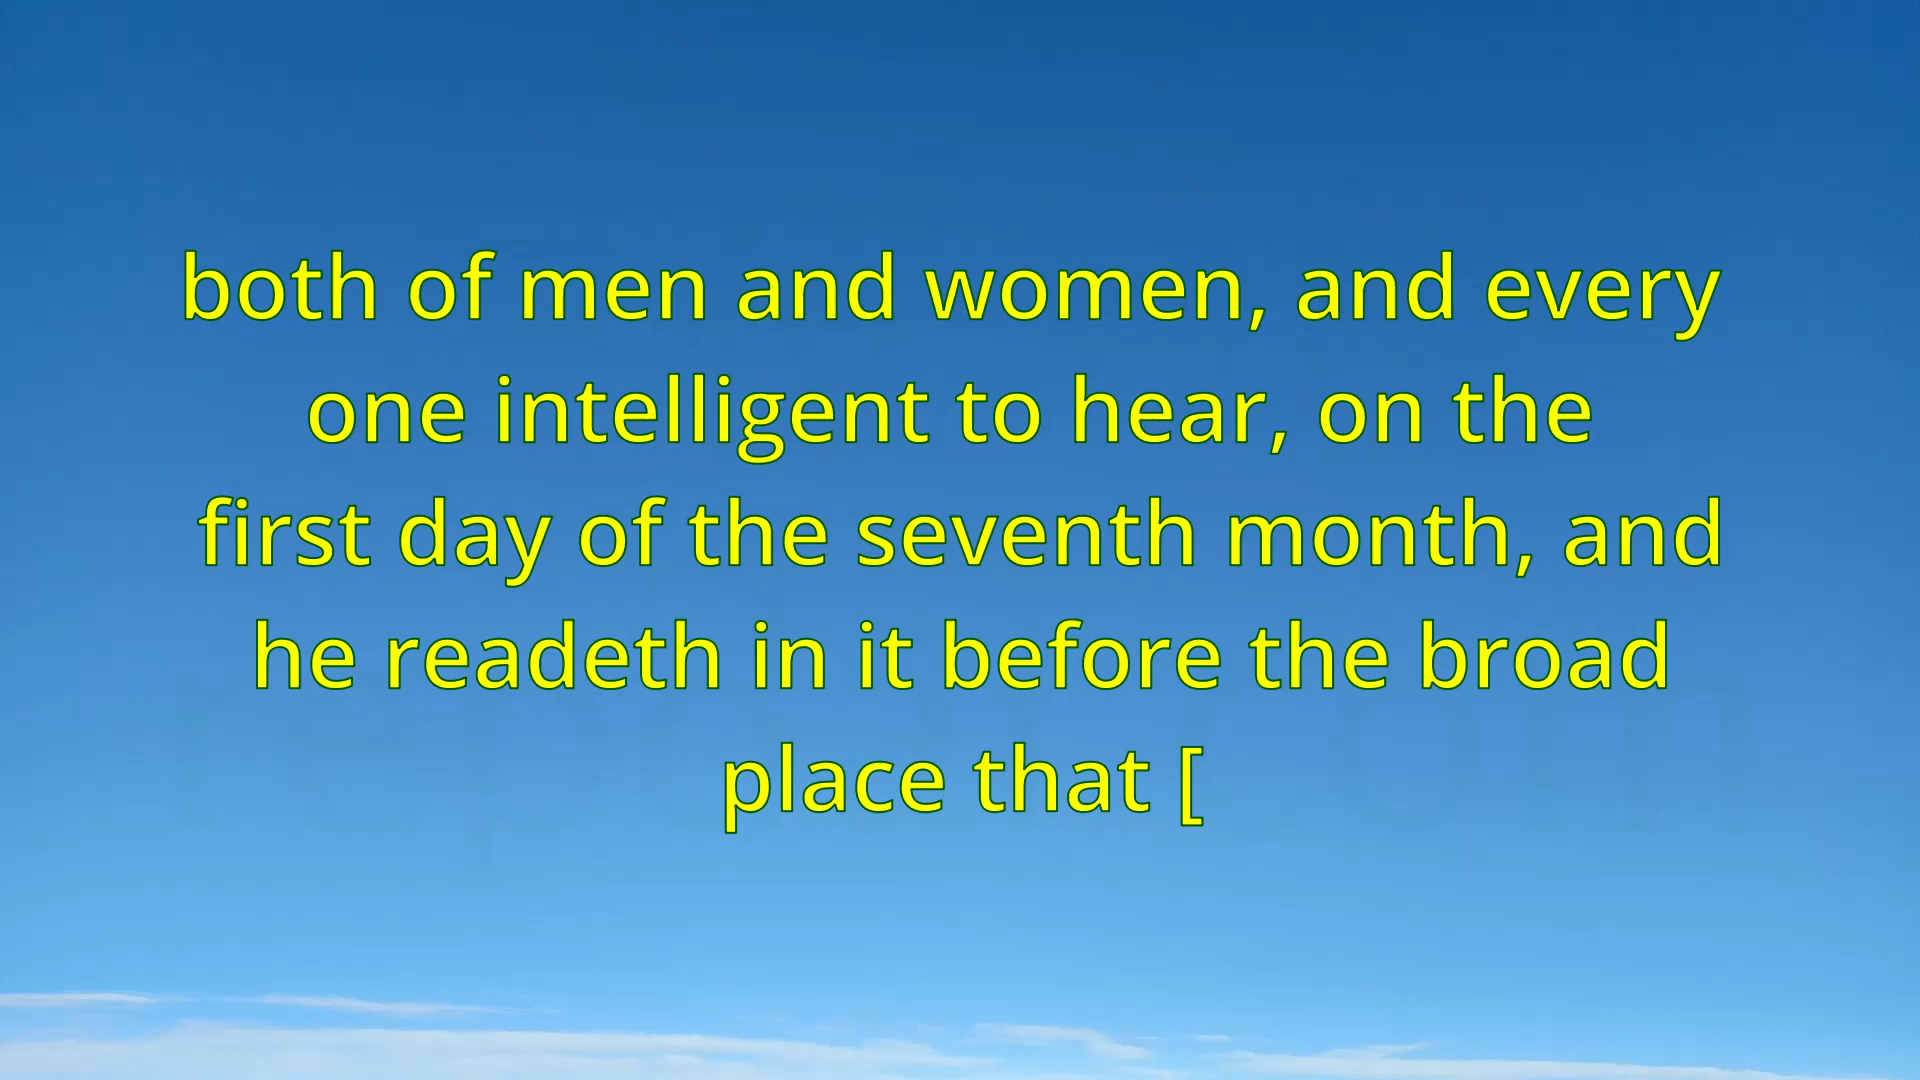 both of men and women, and every
one intelligent to hear, on the
first day of the seventh month, and
he readeth in it before the broad
place that [